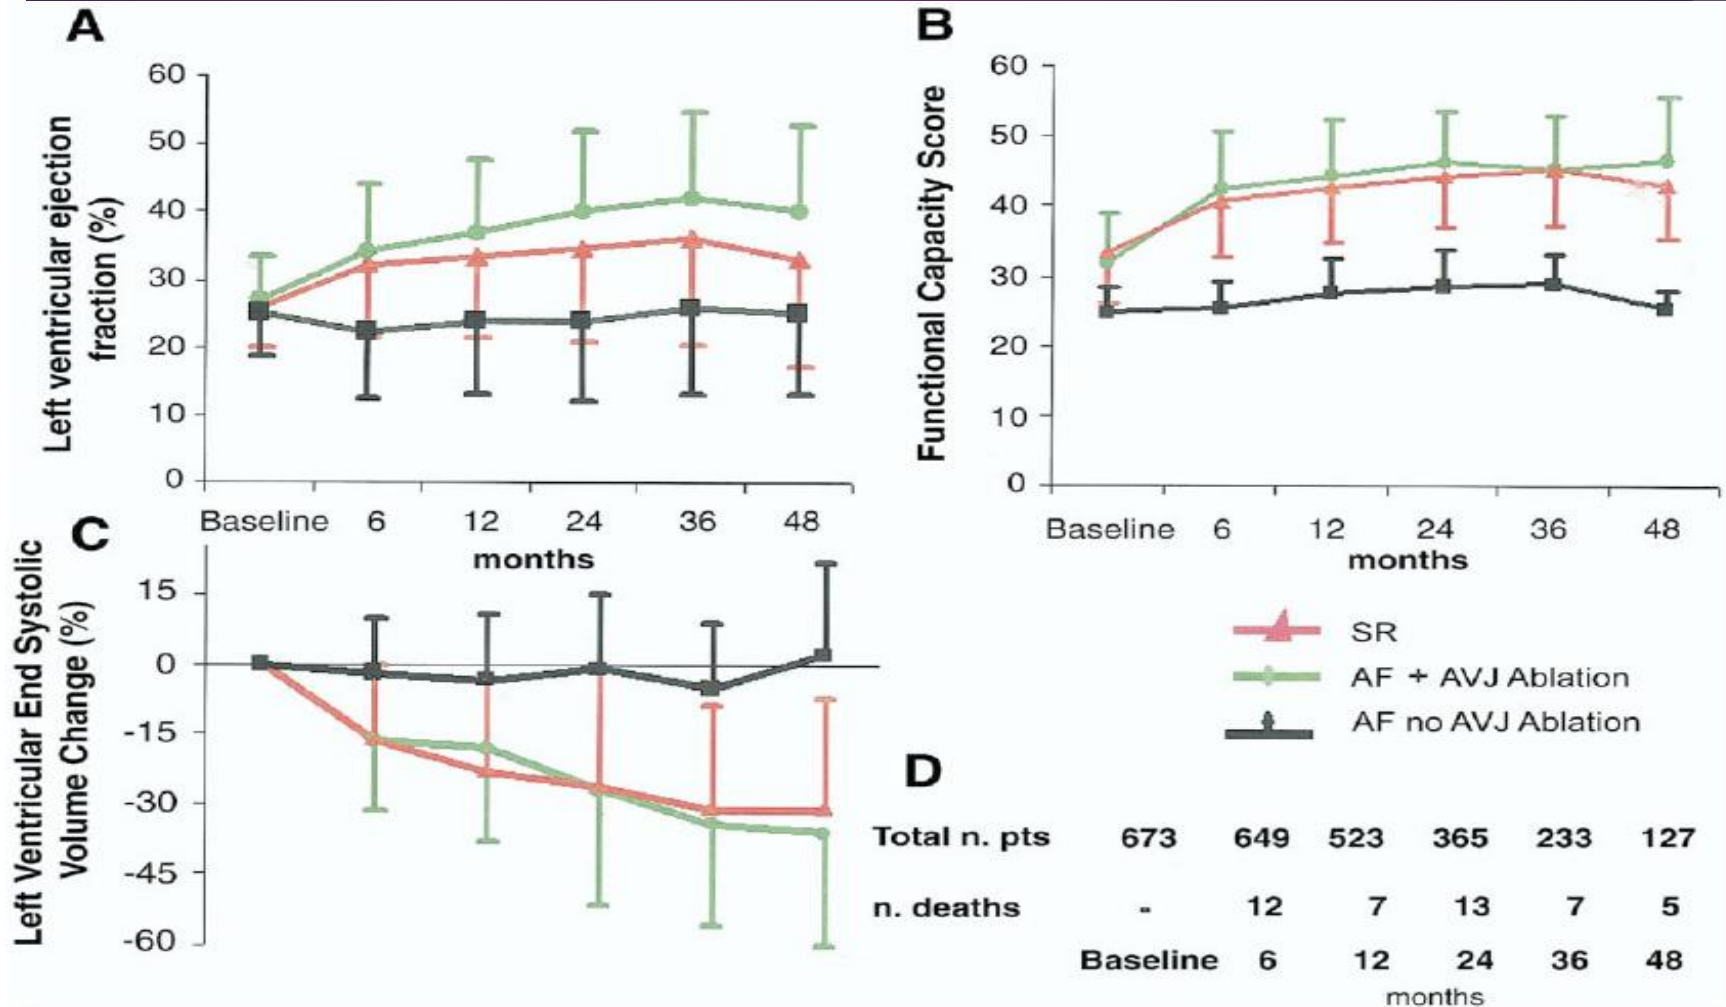 A
60
50
40
30
20
10
0
Left ventricular ejection
fraction (%)
Baseline 6 12 24 36 48
months
B
60
50
40
30
20
10
0
Functional Capacity Score
Baseline 6 12 24 36 48
months
C
15
0
-15
-30
-45
-60
Left Ventricular End Systolic
Volume Change (%)
SR
AF + AVJ Ablation
AF no AVJ Ablation
D
Total n. pts 673 649 523 365 233 127
n. deaths - 12 7 13 7 5
Baseline 6 12 24 36 48
months